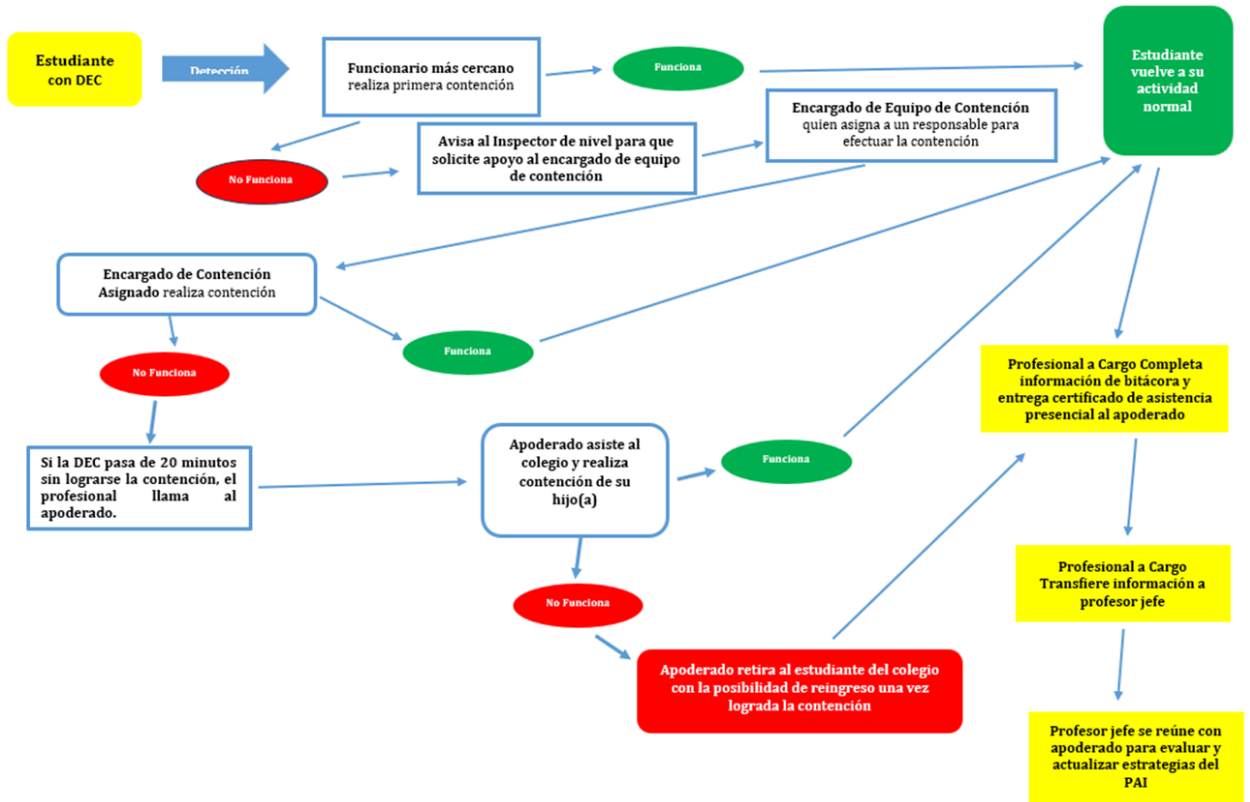 Estudiante
con DEC
Detección
Funcionario más cercano
realiza primera contención
Funciona
Estudiante
vuelve a su
actividad
normal
No Funciona
Avisa al Inspector de nivel para que
solicite apoyo al encargado de equipo
de contención
Encargado de Equipo de Contención
quien asigna a un responsable para
efectuar la contención
Encargado de Contención
Asignado realiza contención
Funciona
No Funciona
Si la DEC pasa de 20 minutos
sin lograrse la contención, el
profesional llama al
apoderado.
Apoderado asiste al
colegio y realiza
contención de su
hijo(a)
Funciona
No Funciona
Apoderado retira al estudiante del colegio
con la posibilidad de reingreso una vez
lograda la contención
Profesional a Cargo Completa
información de bitácora y
entrega certificado de asistencia
presencial al apoderado
Profesional a Cargo
Transfiere información a
profesor jefe
Profesor jefe se reúne con
apoderado para evaluar y
actualizar estrategias del
PAI